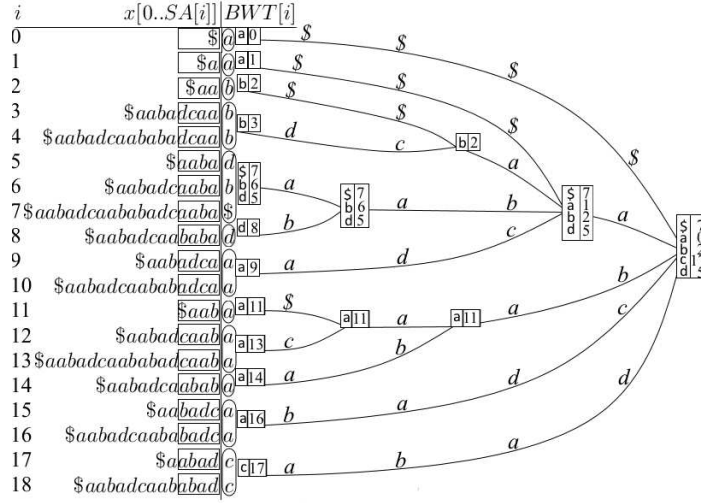 i x[0..SA[i]] BWT[i]
0 $ a a 0 $ $ $ $
1 $a a a 1 $ $
2 $aa b b 2 $ $
3 $aabadcaa b b 3
4 $aabadcaababadcaa b d c b 2 a
5 $aaba d
6 $aabadcaaba b a
$ 7
b 6
d 5
7 $aabadcaababadcaaba $ a b
$ 7
b 6
d 5
$ 7
a 1
b 2
d 5
a
8 $aabadcaababa d d 8 b c
9 $aabadca a a 9 a d
10 $aabadcaababadca a
$
a
b
c 1
d
b
11 $aab a a 11 $ a 11 a a 11 a c
12 $aabadcaab a a 13 c
13 $aabadcaababadcaab a b
14 $aabadcaabab a a 14 a d d
15 $aabadc a a 16 b a
16 $aabadcaababadc a
17 $aabad c c 17 a b a
18 $aabadcaababad c